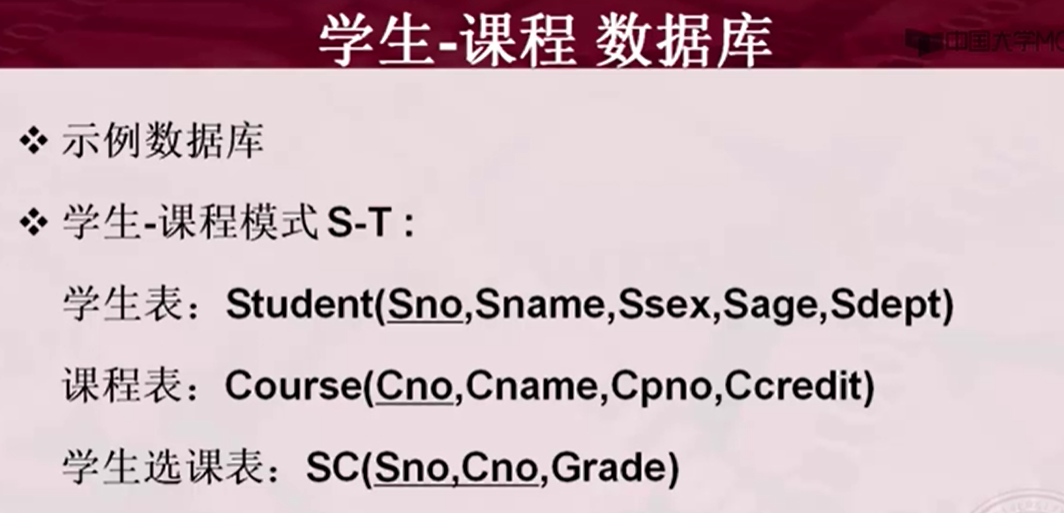 学生-课程 数据库
中国大学MO
示例数据库
学生-课程模式 S-T :
学生表：Student(Sno,Sname,Ssex,Sage,Sdept)
课程表：Course(Cno,Cname,Cpno,Ccredit)
学生选课表：SC(Sno,Cno,Grade)